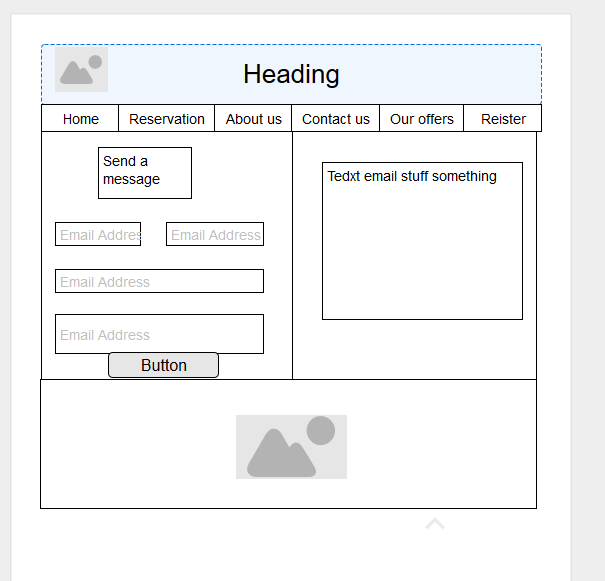 Heading
Home Reservation About us Contact us Our offers Reister
Send a
message
Tedxt email stuff something
Email Addres Email Address
Email Address
Email Address
Button